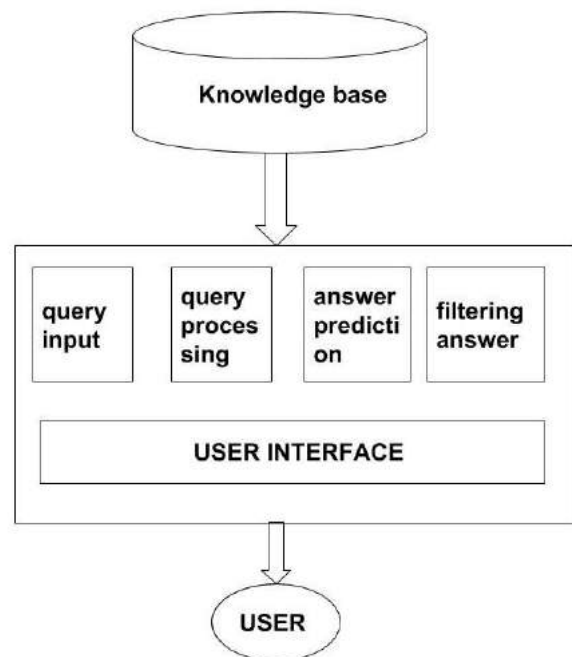 Knowledge base
query
input
query
proces
sing
answer
predicti
on
filtering
answer
USER INTERFACE
USER